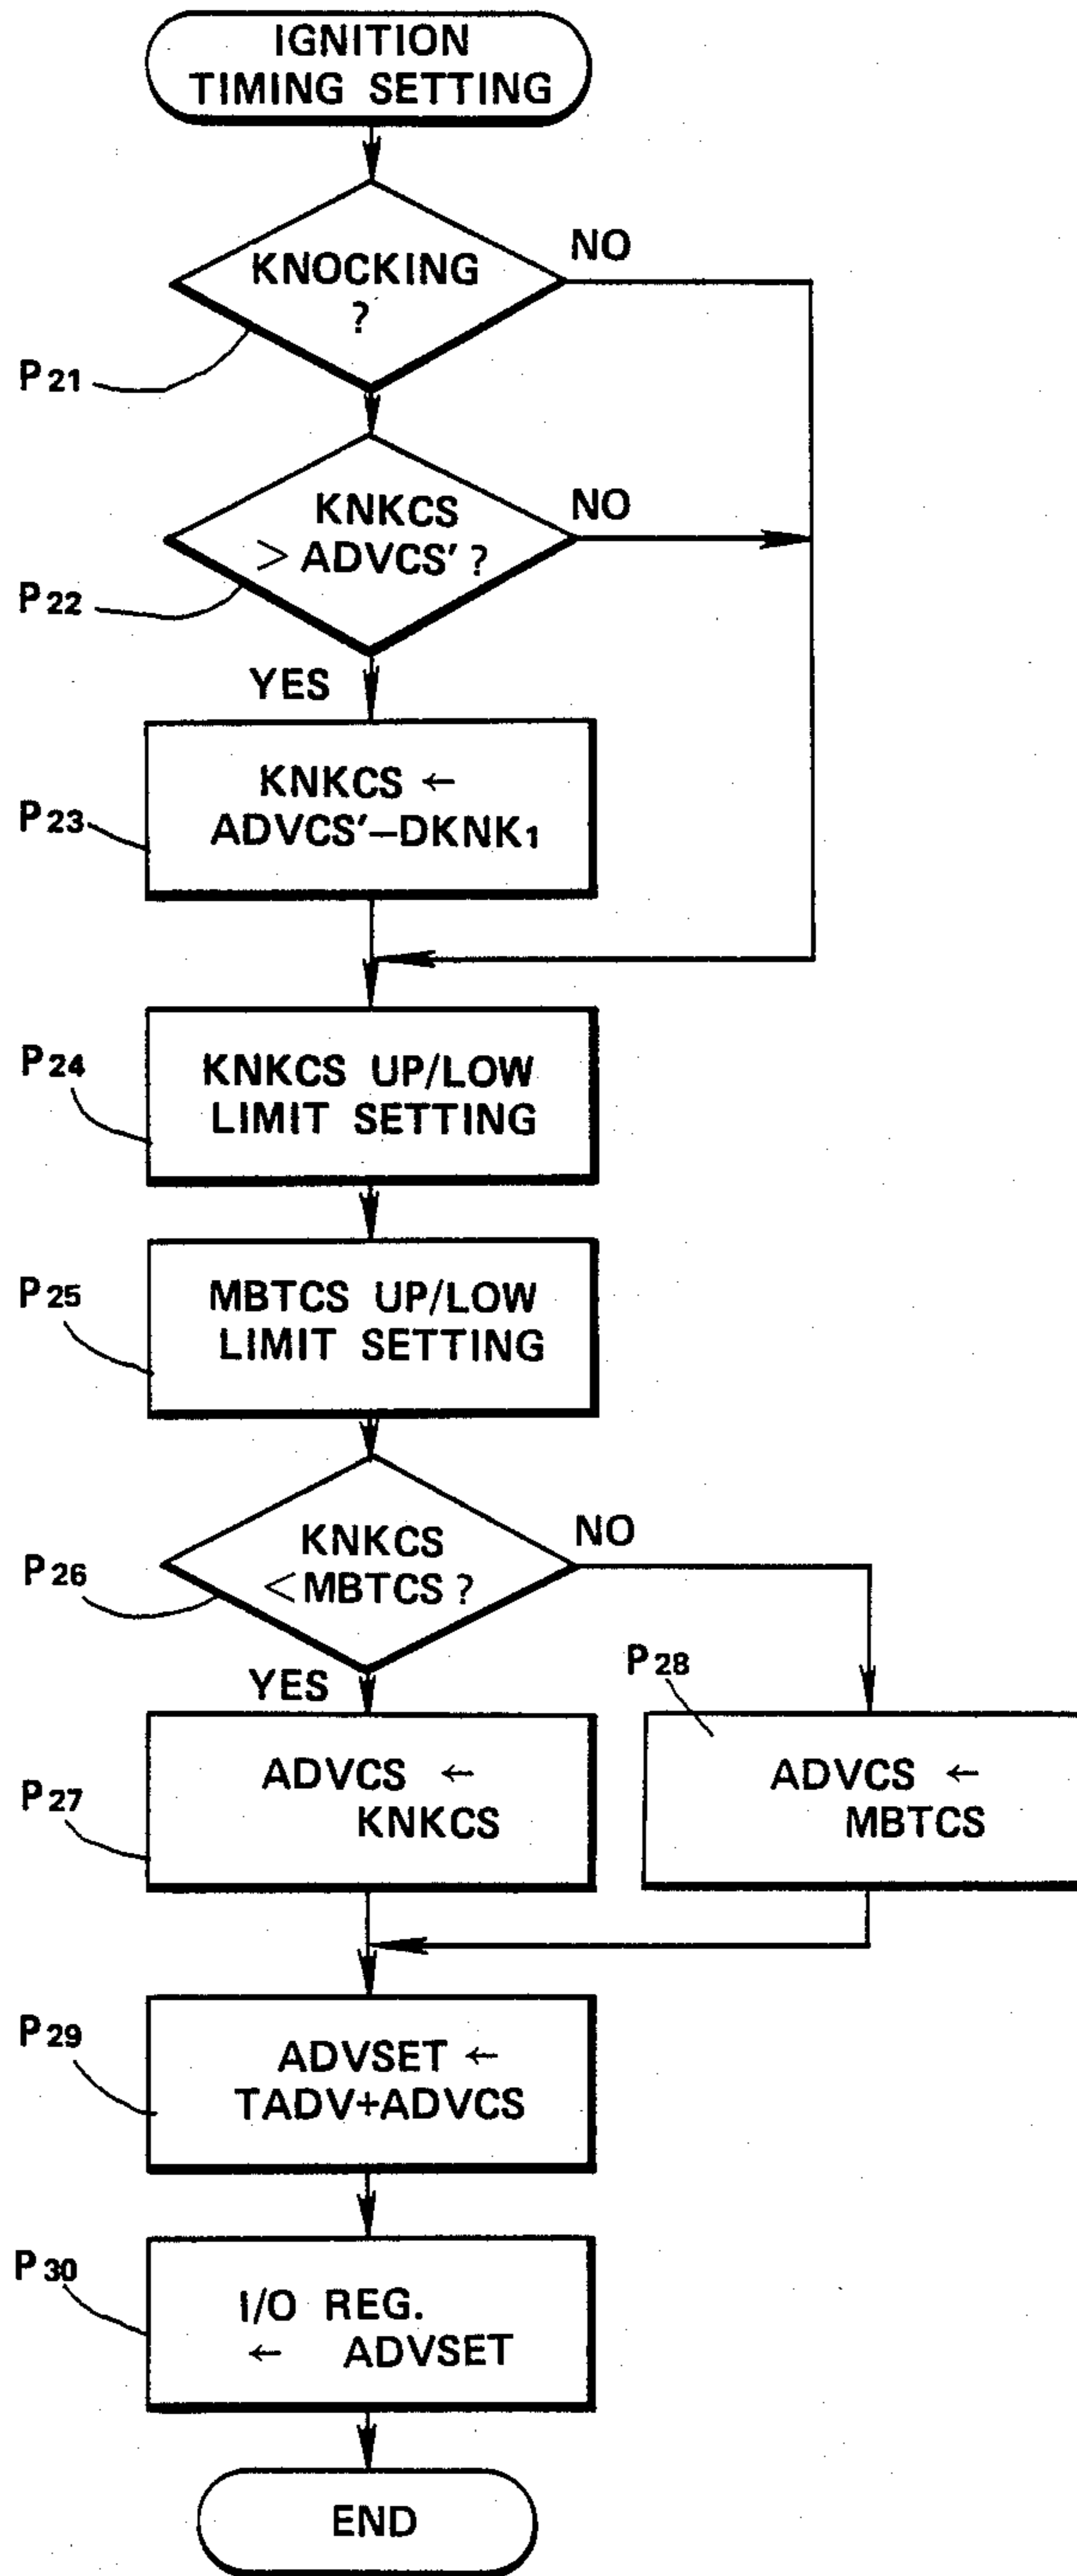 IGNITION
TIMING SETTING
KNOCKING
?
NO
P21
KNKCS
> ADVCS' ?
NO
P22
YES
KNKCS ←
ADVCS'–DKNK1
P23
P24
KNKCS UP/LOW
LIMIT SETTING
P25
MBTCS UP/LOW
LIMIT SETTING
KNKCS
< MBTCS ?
NO
P26
YES
P28
ADVCS ←
KNKCS
P27
ADVCS ←
MBTCS
P29
ADVSET ←
TADV+ADVCS
P30
I/O REG.
← ADVSET
END